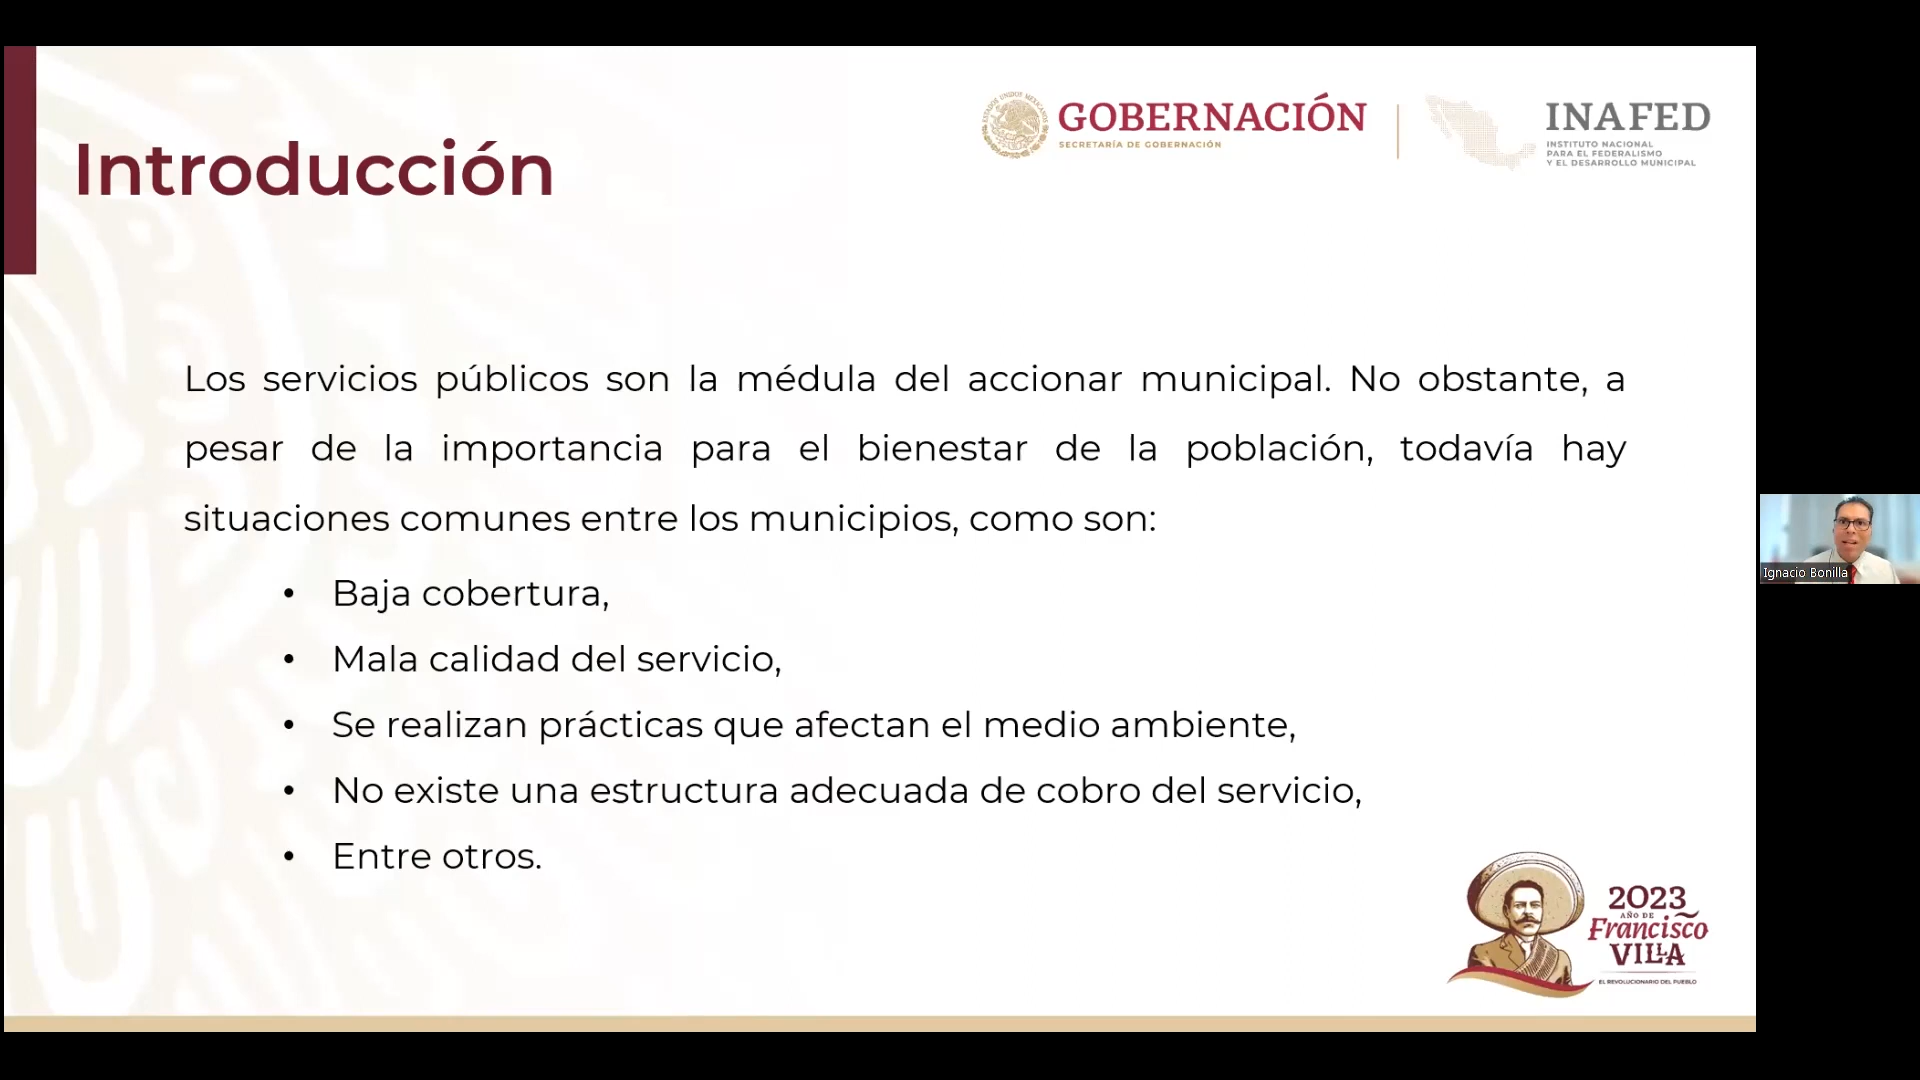 GOBERNACIÓN
SECRETARÍA DE GOBERNACIÓN
INAFED
INSTITUTO NACIONAL
PARA EL FEDERALISMO
Y EL DESARROLLO MUNICIPAL
Introducción
Los servicios públicos son la médula del accionar municipal. No obstante, a
pesar de la importancia para el bienestar de la población, todavía hay
situaciones comunes entre los municipios, como son:
• Baja cobertura,
• Mala calidad del servicio,
• Se realizan prácticas que afectan el medio ambiente,
• No existe una estructura adecuada de cobro del servicio,
• Entre otros.
Ignacio Bonilla
2023
AÑO DE
Francisco
VILLA
EL REVOLUCIONARIO DEL PUEBLO
ESTADOS UNIDOS MEXICANOS